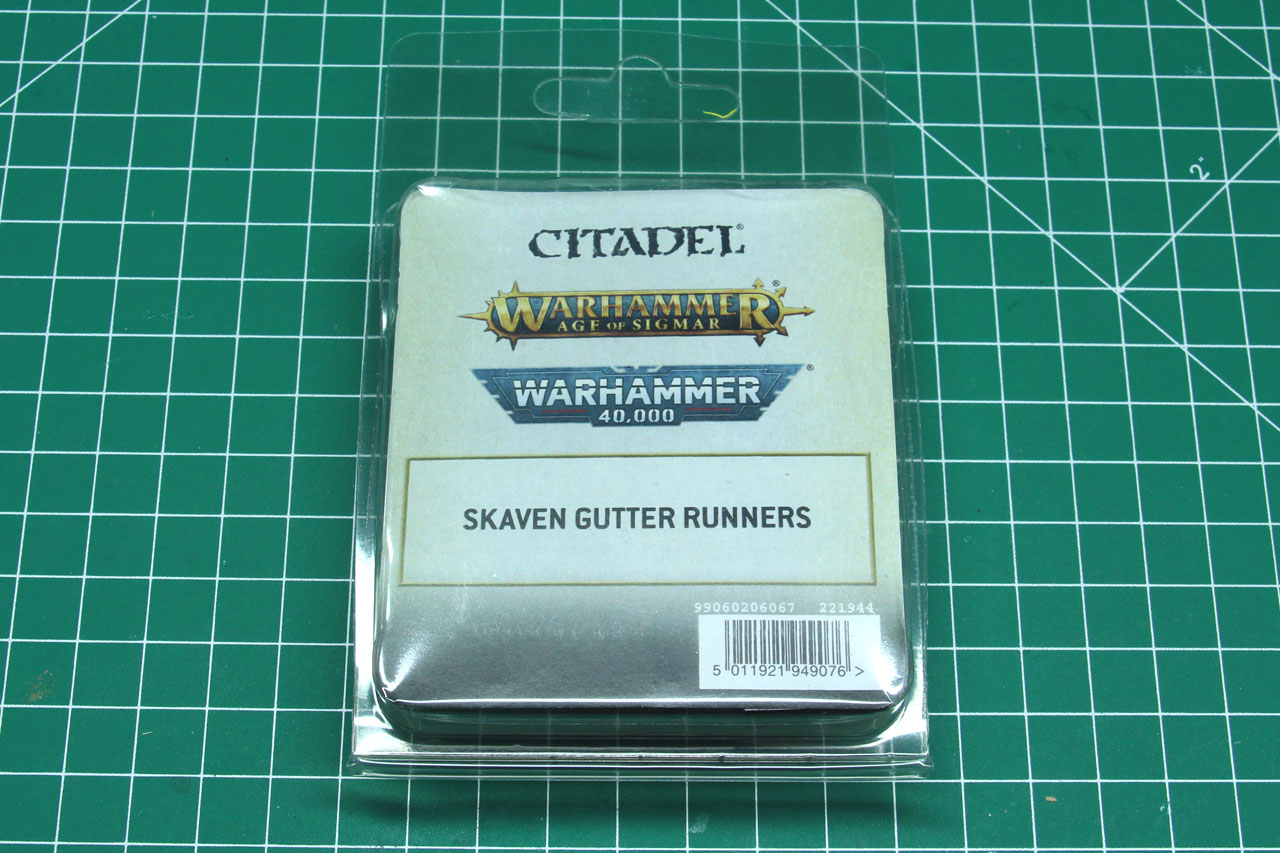 2"
CITADEL®
WARHAMMER®
AGE OF SIGMAR
WARHAMMER®
40,000
SKAVEN GUTTER RUNNERS
99060206067 221944
5 011921 949076 >